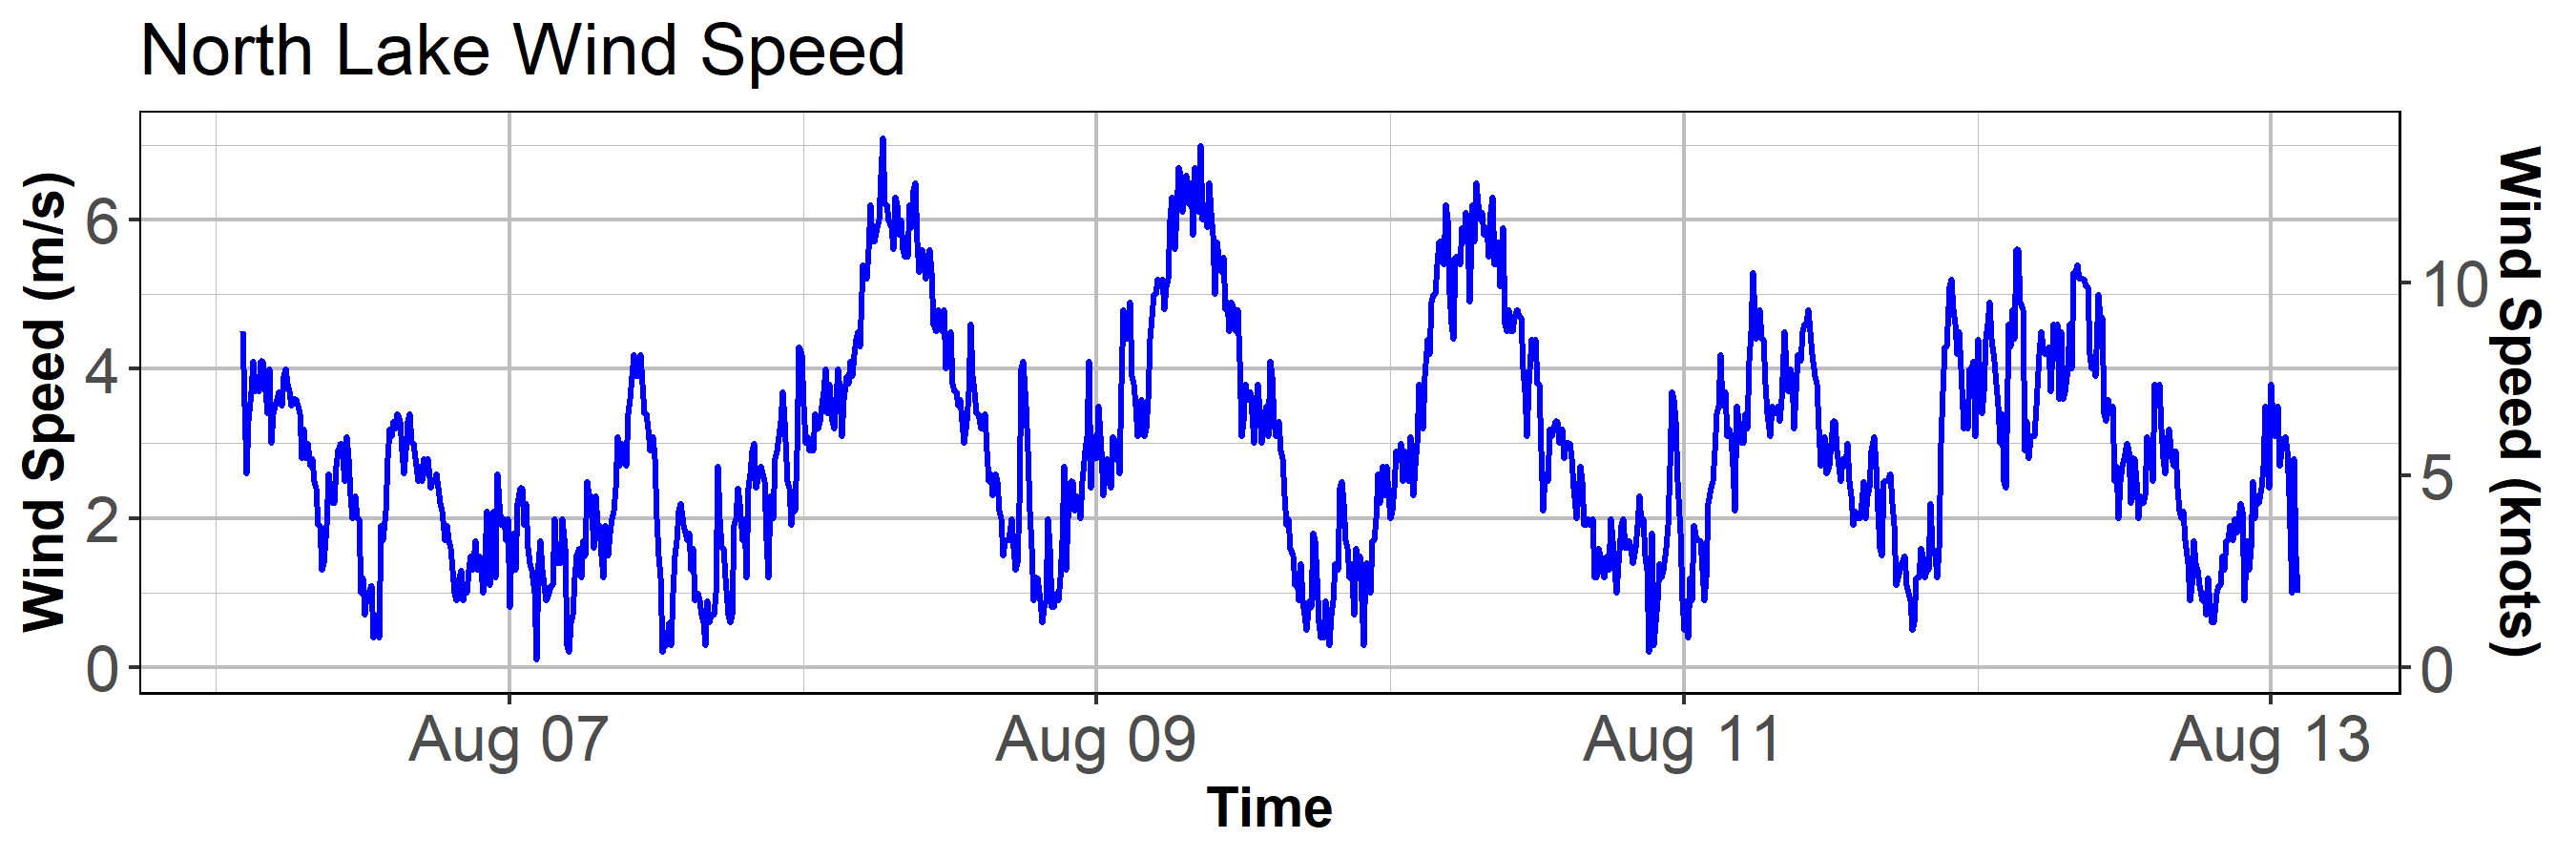 North Lake Wind Speed
Wind Speed (m/s)
6
4
2
0
Wind Speed (knots)
10
5
0
Aug 07
Aug 09
Aug 11
Aug 13
Time